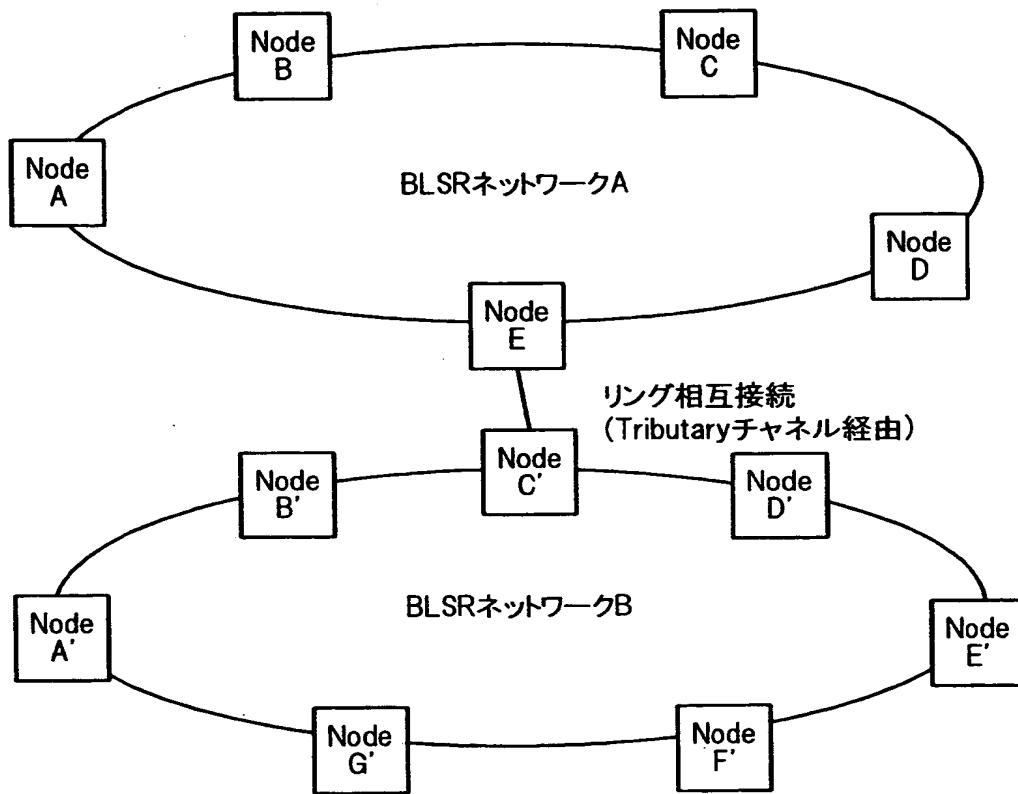 Node
B
Node
C
Node
A
BLSRネットワークA
Node
D
Node
E
リング相互接続
(Tributaryチャネル経由)
Node
C'
Node
B'
Node
D'
BLSRネットワークB
Node
A'
Node
E'
Node
G'
Node
F'